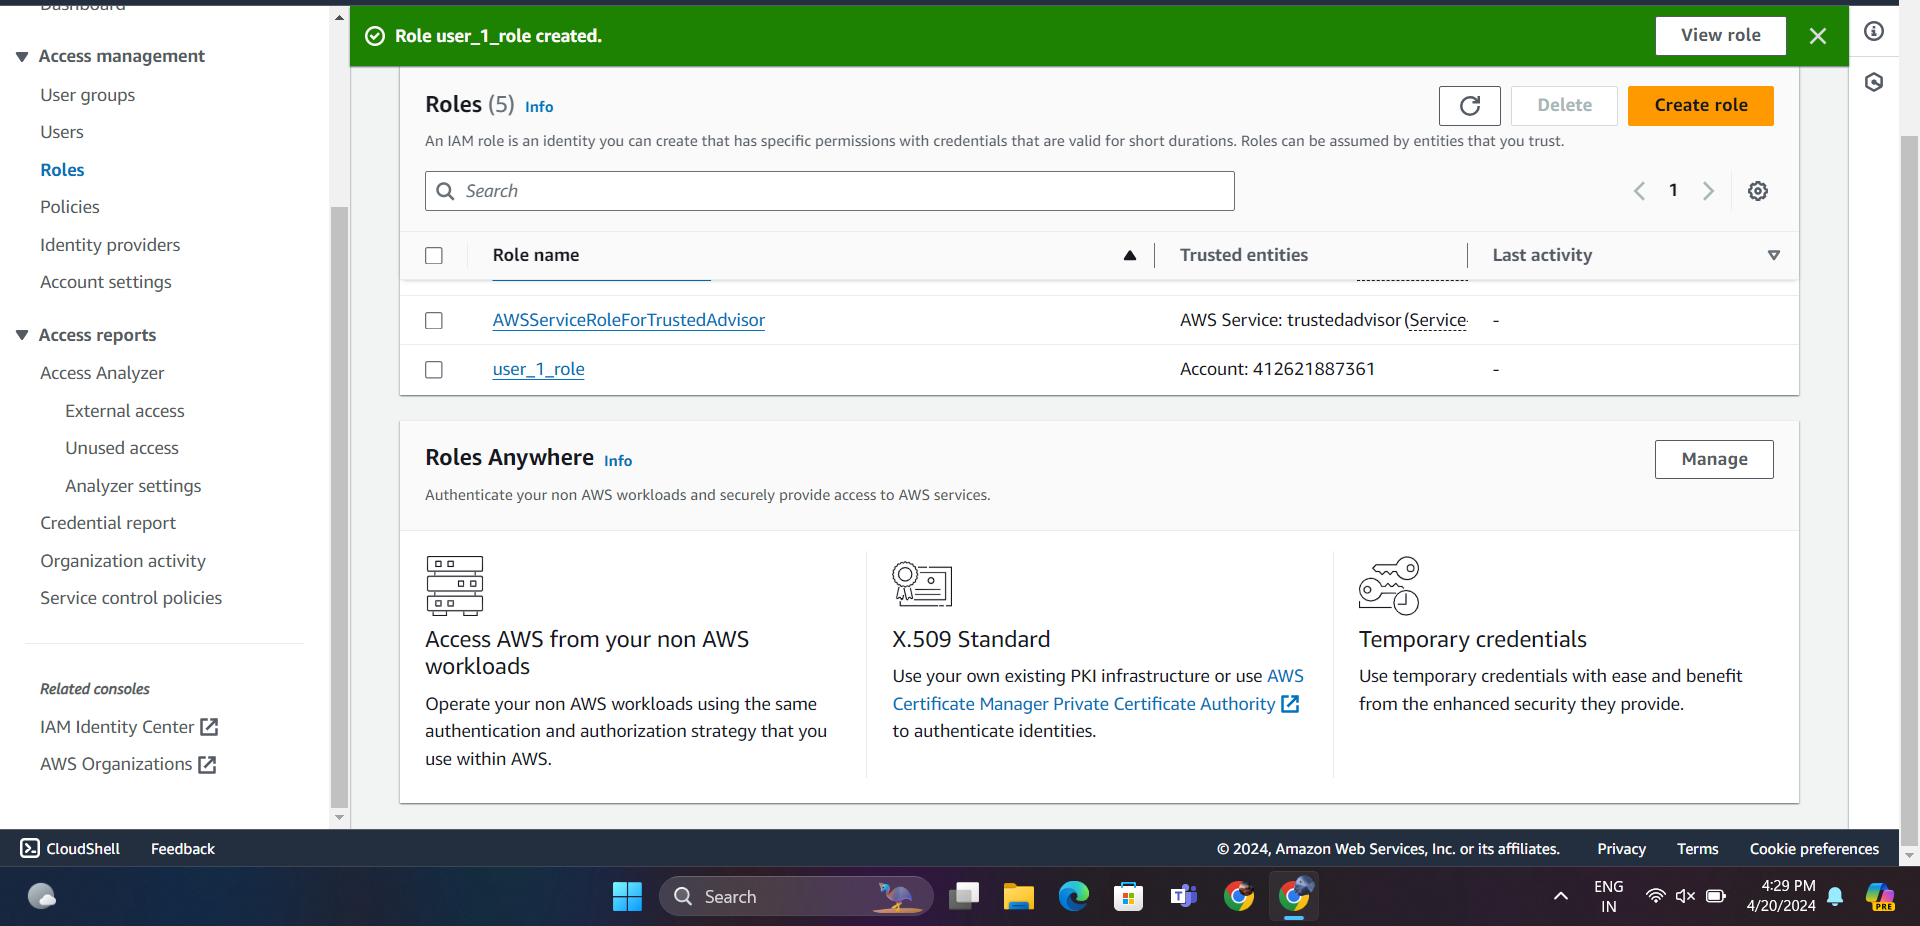 Dashboard
Access management
User groups
Users
Roles
Policies
Identity providers
Account settings
Access reports
Access Analyzer
External access
Unused access
Analyzer settings
Credential report
Organization activity
Service control policies
Related consoles
IAM Identity Center
AWS Organizations
Role user_1_role created.
View role
Roles (5) Info
Delete
Create role
An IAM role is an identity you can create that has specific permissions with credentials that are valid for short durations. Roles can be assumed by entities that you trust.
Search
1
Role name
Trusted entities
Last activity
AWSServiceRoleForTrustedAdvisor
AWS Service: trustedadvisor (Service-
-
user_1_role
Account: 412621887361
-
Roles Anywhere Info
Manage
Authenticate your non AWS workloads and securely provide access to AWS services.
Access AWS from your non AWS
workloads
Operate your non AWS workloads using the same
authentication and authorization strategy that you
use within AWS.
X.509 Standard
Use your own existing PKI infrastructure or use AWS
Certificate Manager Private Certificate Authority
to authenticate identities.
Temporary credentials
Use temporary credentials with ease and benefit
from the enhanced security they provide.
CloudShell
Feedback
© 2024, Amazon Web Services, Inc. or its affiliates.
Privacy
Terms
Cookie preferences
Search
ENG
IN
4:29 PM
4/20/2024
PRE